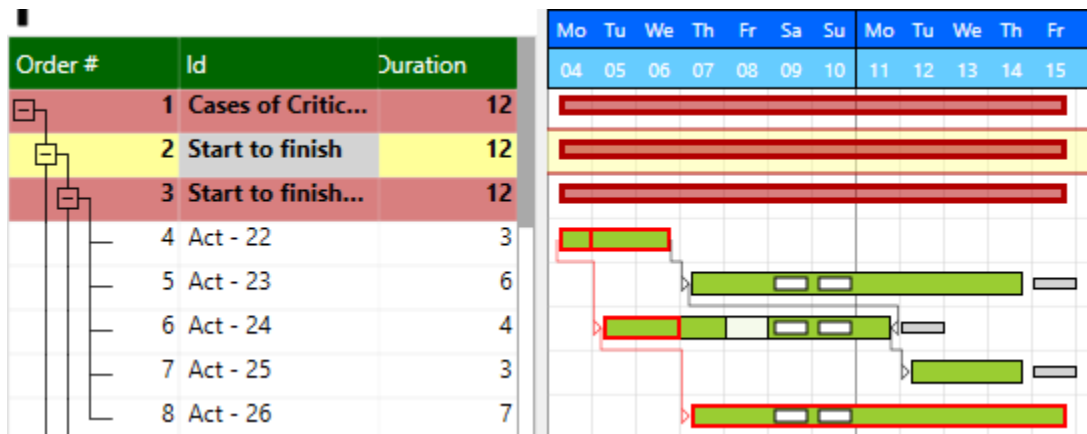 Mo Tu We Th Fr Sa Su Mo Tu We Th Fr
Order # Id Duration 04 05 06 07 08 09 10 11 12 13 14 15
1 Cases of Critic... 12
2 Start to finish 12
3 Start to finish... 12
4 Act - 22 3
5 Act - 23 6
6 Act - 24 4
7 Act - 25 3
8 Act - 26 7